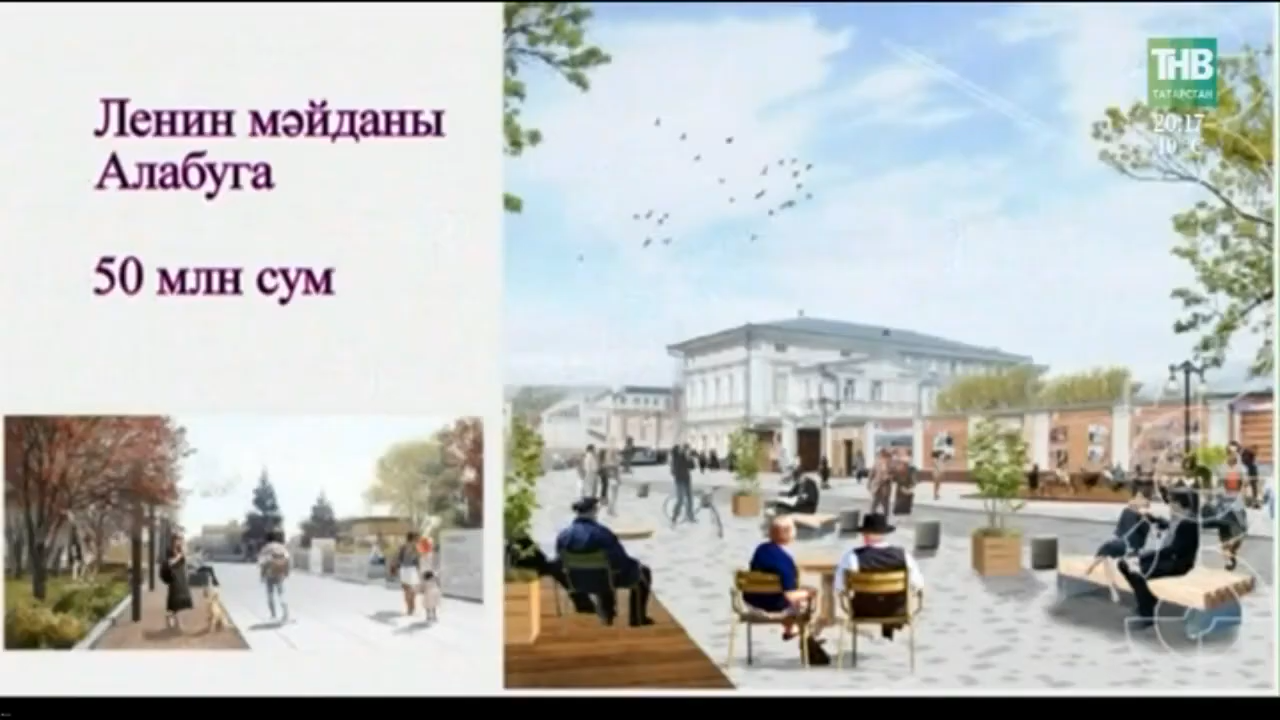 Ленин мәйданы
Алабуга
50 млн сум
ТНВ
ТАТАРСТАН
20:17